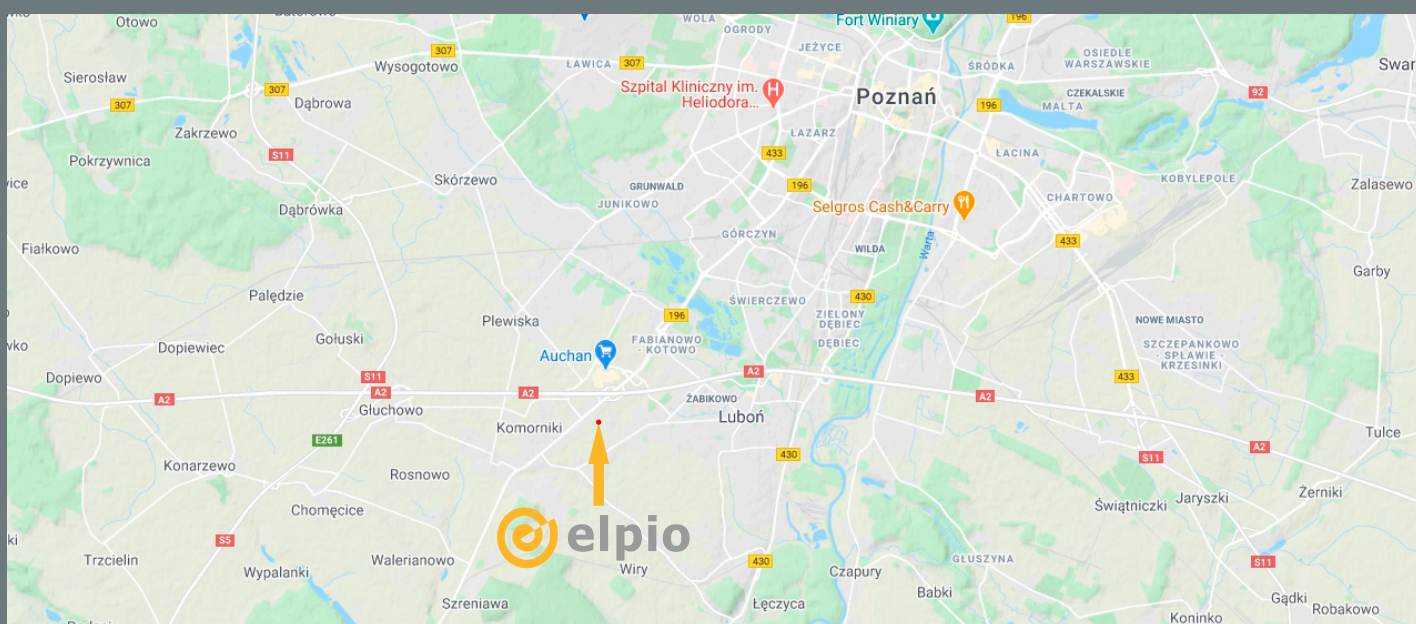 Otowo
WOLA
Fort Winiary
196
OGRODY
307
JEŻYCE
OSIEDLE
WARSZAWSKIE
Wysogotowo
ŁAWICA
307
ŚRÓDKA
Swar
Sierosław
307
Szpital Kliniczny im.
Heliodora...
Poznań
CZEKALSKIE
92
307
Dąbrowa
196
MALTA
Zakrzewo
ŁAZARZ
S11
433
ŁACINA
Pokrzywnica
Skórzewo
KOBYLEPOLE
GRUNWALD
196
Zalasewo
JUNIKOWO
Selgros Cash&Carry
CHARTOWO
Dąbrówka
GÓRCZYN
433
Fiałkowo
WILDA
Warta
Garby
Palędzie
430
ŚWIERCZEWO
Plewiska
196
ZIELONY
DĘBIEC
DĘBIEC
NOWE MIASTO
Gołuski
FABIANOWO
- KOTOWO
Dopiewiec
SZCZEPANKOWO
- SPŁAWIE -
KRZESINKI
Auchan
Dopiewo
S11
A2
433
A2
A2
A2
A2
ŻABIKOWO
Głuchowo
Luboń
Komorniki
Tulce
E261
A2
430
S11
Konarzewo
Rosnowo
Żerniki
Jaryszki
Chomęcice
Świątniczki
elpio
S5
Trzcielin
Walerianowo
430
GŁUSZYNA
S11
Wypalanki
Wiry
Czapury
Babki
Szreniawa
Łęczyca
Gądki
Robakowo
Koninko